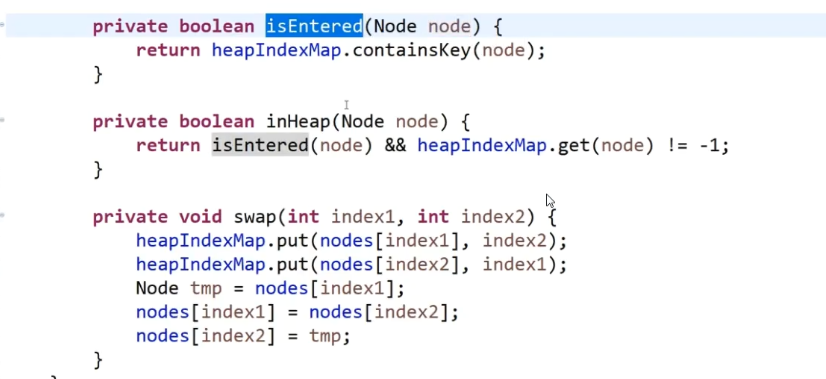 private boolean isEntered(Node node) {
return heapIndexMap.containsKey(node);
}
private boolean inHeap(Node node) {
return isEntered(node) && heapIndexMap.get(node) != -1;
}
private void swap(int index1, int index2) {
heapIndexMap.put(nodes[index1], index2);
heapIndexMap.put(nodes[index2], index1);
Node tmp = nodes[index1];
nodes[index1] = nodes[index2];
nodes[index2] = tmp;
}